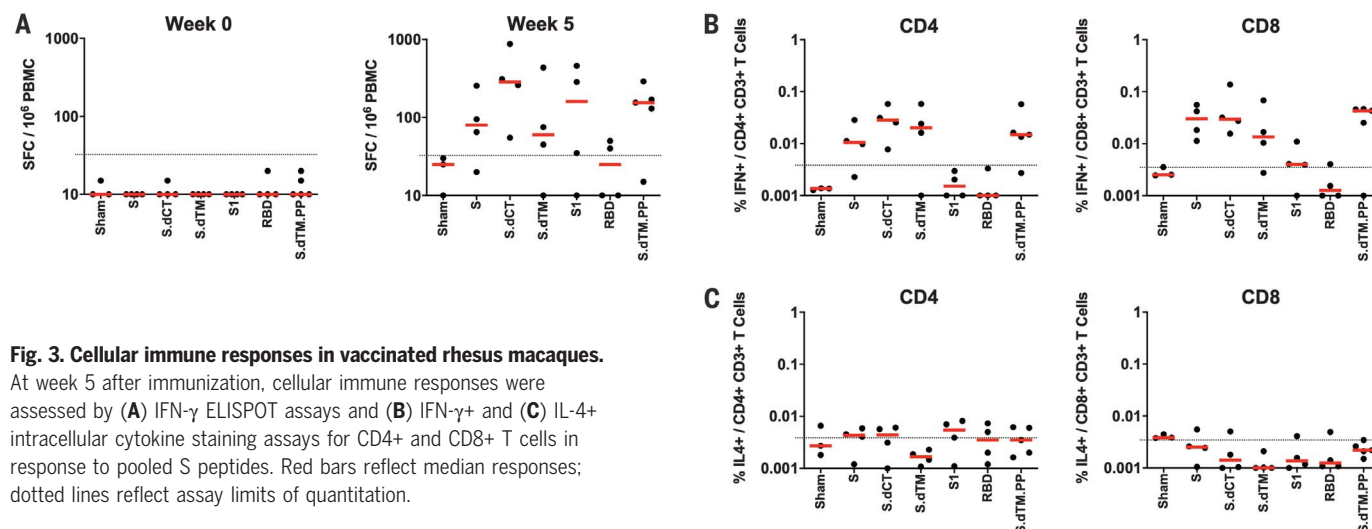 A
Week 0
1000
100
10
SFC / 10⁶ PBMC
Sham
S
S.dCT
S.dTM
S1
RBD
S.dTM.PP
Week 5
1000
100
10
SFC / 10⁶ PBMC
Sham
S
S.dCT
S.dTM
S1
RBD
S.dTM.PP
B
CD4
1
0.1
0.01
0.001
% IFN+ / CD4+ CD3+ T Cells
Sham
S
S.dCT
S.dTM
S1
RBD
S.dTM.PP
CD8
1
0.1
0.01
0.001
% IFN+ / CD8+ CD3+ T Cells
Sham
S
S.dCT
S.dTM
S1
RBD
S.dTM.PP
C
CD4
1
0.1
0.01
0.001
% IL4+ / CD4+ CD3+ T Cells
Sham
S
S.dCT
S.dTM
S1
RBD
S.dTM.PP
CD8
1
0.1
0.01
0.001
% IL4+ / CD8+ CD3+ T Cells
Sham
S
S.dCT
S.dTM
S1
RBD
S.dTM.PP
Fig. 3. Cellular immune responses in vaccinated rhesus macaques.
At week 5 after immunization, cellular immune responses were
assessed by (A) IFN-γ ELISPOT assays and (B) IFN-γ+ and (C) IL-4+
intracellular cytokine staining assays for CD4+ and CD8+ T cells in
response to pooled S peptides. Red bars reflect median responses;
dotted lines reflect assay limits of quantitation.